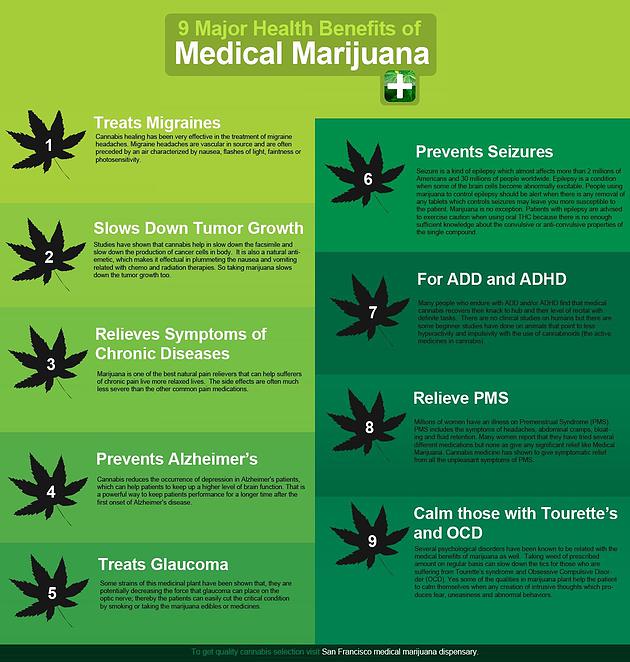 9 Major Health Benefits of
Medical Marijuana
1
Treats Migraines
Cannabis healing has been very effective in the treatment of migraine
headaches. Migraine headaches are vascular in source and are often
preceded by an air characterized by nausea, flashes of light, faintness or
photosensitivity.
2
Slows Down Tumor Growth
Studies have shown that cannabis help in slow down the facsimile and
slow down the production of cancer cells in body. It is also a natural anti-
emetic, which makes it effectual in plummeting the nausea and vomiting
related with chemo and radiation therapies. So taking marijuana slows
down the tumor growth too.
3
Relieves Symptoms of
Chronic Diseases
Marijuana is one of the best natural pain relievers that can help sufferers
of chronic pain live more relaxed lives. The side effects are often much
less severe than the other common pain medications.
4
Prevents Alzheimer's
Cannabis reduces the occurrence of depression in Alzheimer's patients,
which can help patients to keep up a higher level of brain function. That is
a powerful way to keep patients performance for a longer time after the
first onset of Alzheimer's disease.
5
Treats Glaucoma
Some strains of this medicinal plant have been shown that, they are
potentially decreasing the force that glaucoma can place on the
optic nerve; thereby the patients can easily cut the critical condition
by smoking or taking the marijuana edibles or medicines.
6
Prevents Seizures
Seizure is a kind of epilepsy which almost affects more than 2 millions of
Americans and 30 millions of people worldwide. Epilepsy is a condition
when some of the brain cells become abnormally excitable. People using
marijuana to control seizures should be alert when there is any removal of
any tablets which controls seizures may leave you more susceptible to
the patient. Marijuana is no exception. Patients with epilepsy are advised
to exercise caution when using oral THC because there is no enough
sufficient knowledge about the convulsive or anti-convulsive properties of
the single compound.
7
For ADD and ADHD
Many people who endure with ADD and/or ADHD find that medical
cannabis recovers their knack to hub and their level of recital with
definite tasks. There are no clinical studies on humans but there are
some beginner studies have done on animals that point to less
hyperactivity and impulsivity with the use of cannabenoids (the active
medicines in cannabis).
8
Relieve PMS
Millions of women have an illness on Premenstrual Syndrome (PMS)
PMS includes the symptoms of headaches, abdominal cramps, bloat-
ing and fluid retention. Many women report that they have tried several
different medications but none as give any significant relief like Medical
Marijuana. Cannabis medicine has shown to give symptomatic relief
from all the unpleasant symptoms of PMS.
9
Calm those with Tourette's
and OCD
Several psychological disorders have been known to be related with the
medical benefits of marijuana as well. Taking weed of prescribed
amount on regular basis can slow down the tics for those who are
suffering from Tourette's syndrome and Obsessive Compulsive Disor-
der (OCD). Yes some of the qualities in marijuana plant help the patient
to calm themselves when any creation of intrusive thoughts which pro-
duces fear, uneasiness and abnormal behaviors.
To get quality cannabis selection visit San Francisco medical marijuana dispensary.